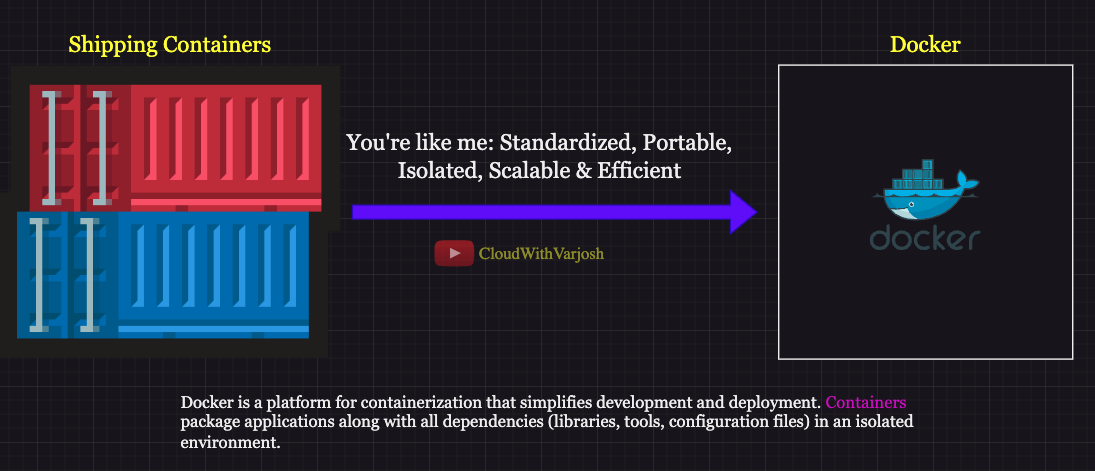 Shipping Containers
Docker
You're like me: Standardized, Portable,
Isolated, Scalable & Efficient
CloudWithVarjosh
docker
Docker is a platform for containerization that simplifies development and deployment. Containers
package applications along with all dependencies (libraries, tools, configuration files) in an isolated
environment.